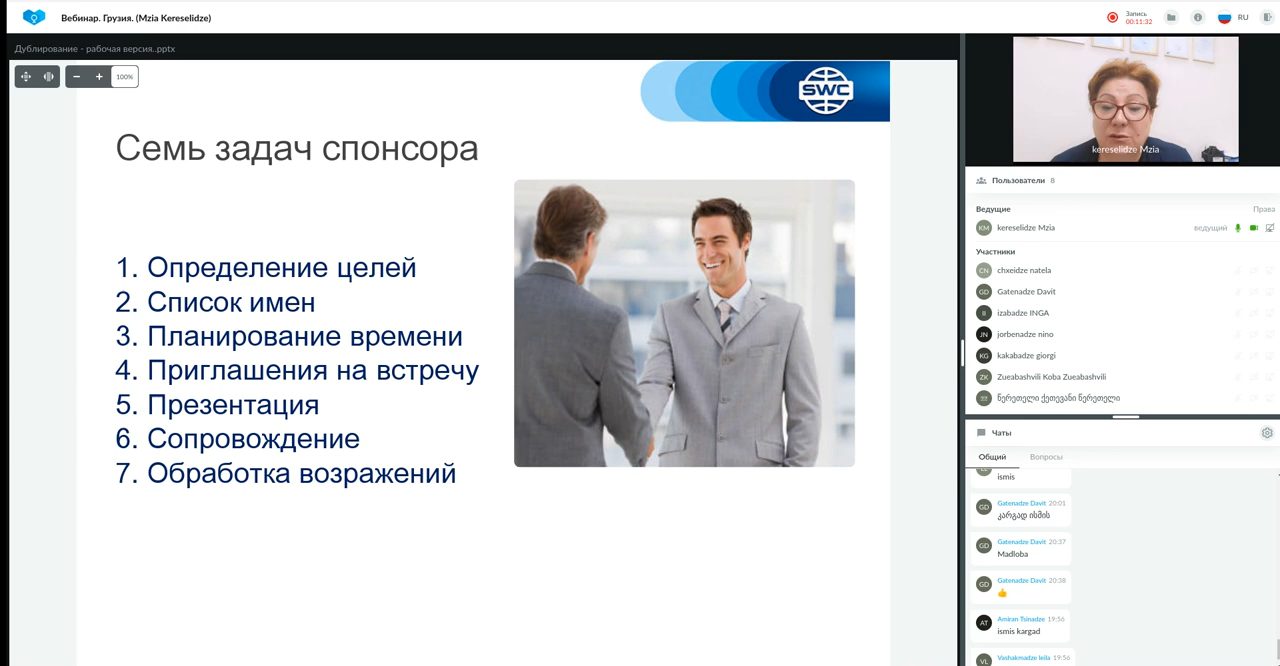 Вебинар. Грузия. (Mzia Kereselidze)
Запись
00:11:32
RU
Дублирование - рабочая версия..pptx
100%
SWC
Семь задач спонсора
1. Определение целей
2. Список имен
3. Планирование времени
4. Приглашения на встречу
5. Презентация
6. Сопровождение
7. Обработка возражений
kereselidze Mzia
Пользователи 8
Ведущие Права
KM kereselidze Mzia ведущий
Участники
CN chxeidze natela
GD Gatenadze Davit
II izabadze INGA
JN jorbenadze nino
KG kakabadze giorgi
ZK Zueabashvili Koba Zueabashvili
წერეთელი ქეთევანი წერეთელი
Чаты
Общий Вопросы
ismis
GD Gatenadze Davit 20:01
კარგად ისმის
GD Gatenadze Davit 20:37
Madloba
GD Gatenadze Davit 20:38
👍
AT Amiran Tsinadze 19:56
ismis kargad
VL Vashakmadze leila 19:56